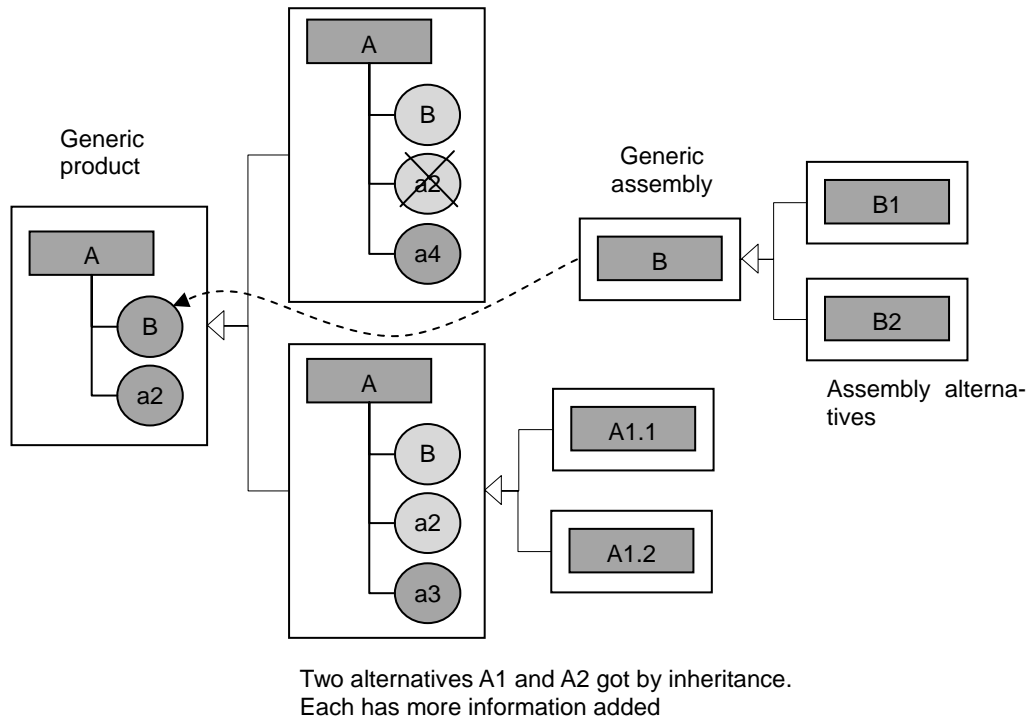 Generic
product
A
B
a2
A
B
a2
a4
A
B
a2
a3
Generic
assembly
B
B1
B2
Assembly alterna-
tives
A1.1
A1.2
Two alternatives A1 and A2 got by inheritance.
Each has more information added